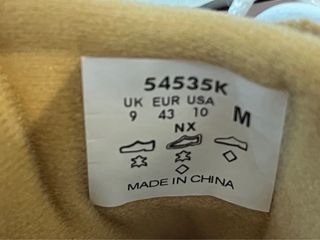 54535K
UK EUR USA M
9 43 10
NX
MADE IN CHINA